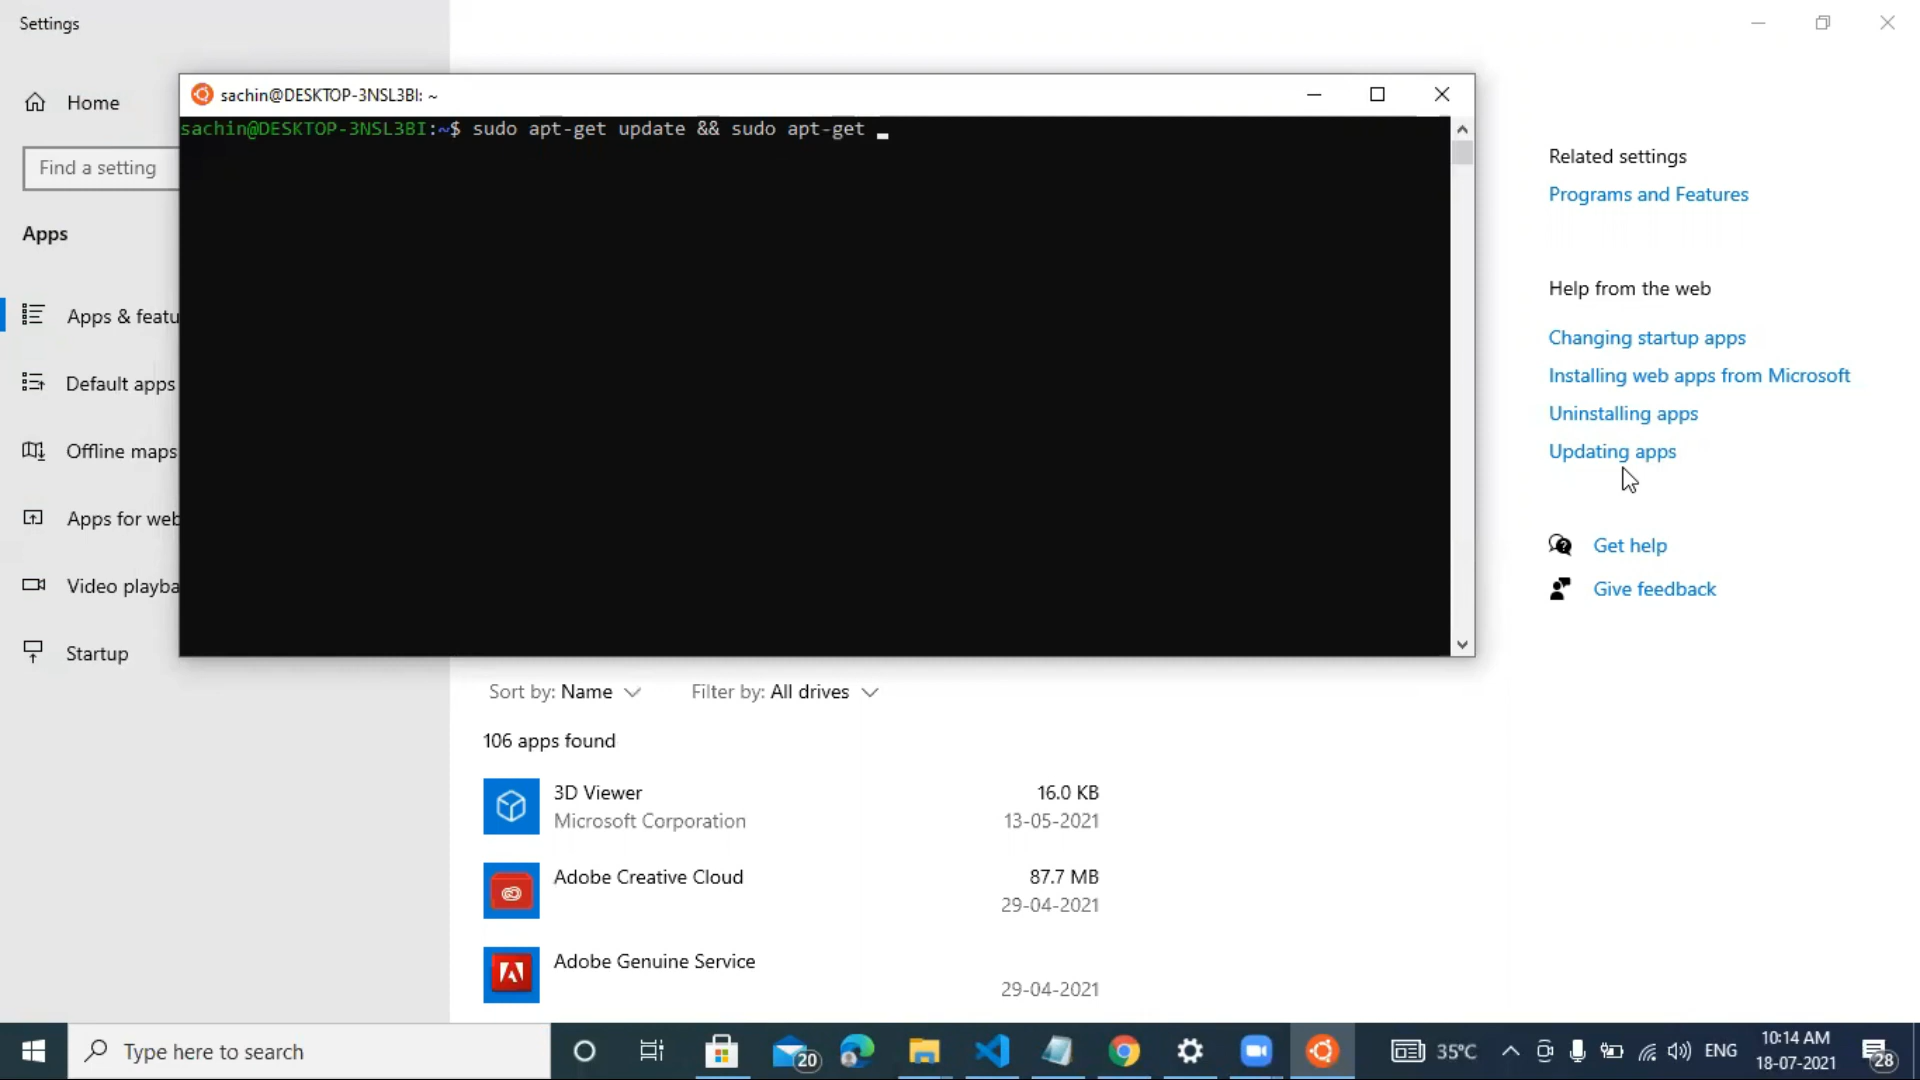 Settings
Home
Find a setting
Apps
Apps & featu
Default apps
Offline maps
Apps for web
Video playba
Startup
sachin@DESKTOP-3NSL3BI: ~
sachin@DESKTOP-3NSL3BI:~$ sudo apt-get update && sudo apt-get
Sort by: Name
Filter by: All drives
106 apps found
3D Viewer
16.0 KB
Microsoft Corporation
13-05-2021
Adobe Creative Cloud
87.7 MB
29-04-2021
Adobe Genuine Service
29-04-2021
Related settings
Programs and Features
Help from the web
Changing startup apps
Installing web apps from Microsoft
Uninstalling apps
Updating apps
Get help
Give feedback
Type here to search
20
35°C
ENG
10:14 AM
18-07-2021
28